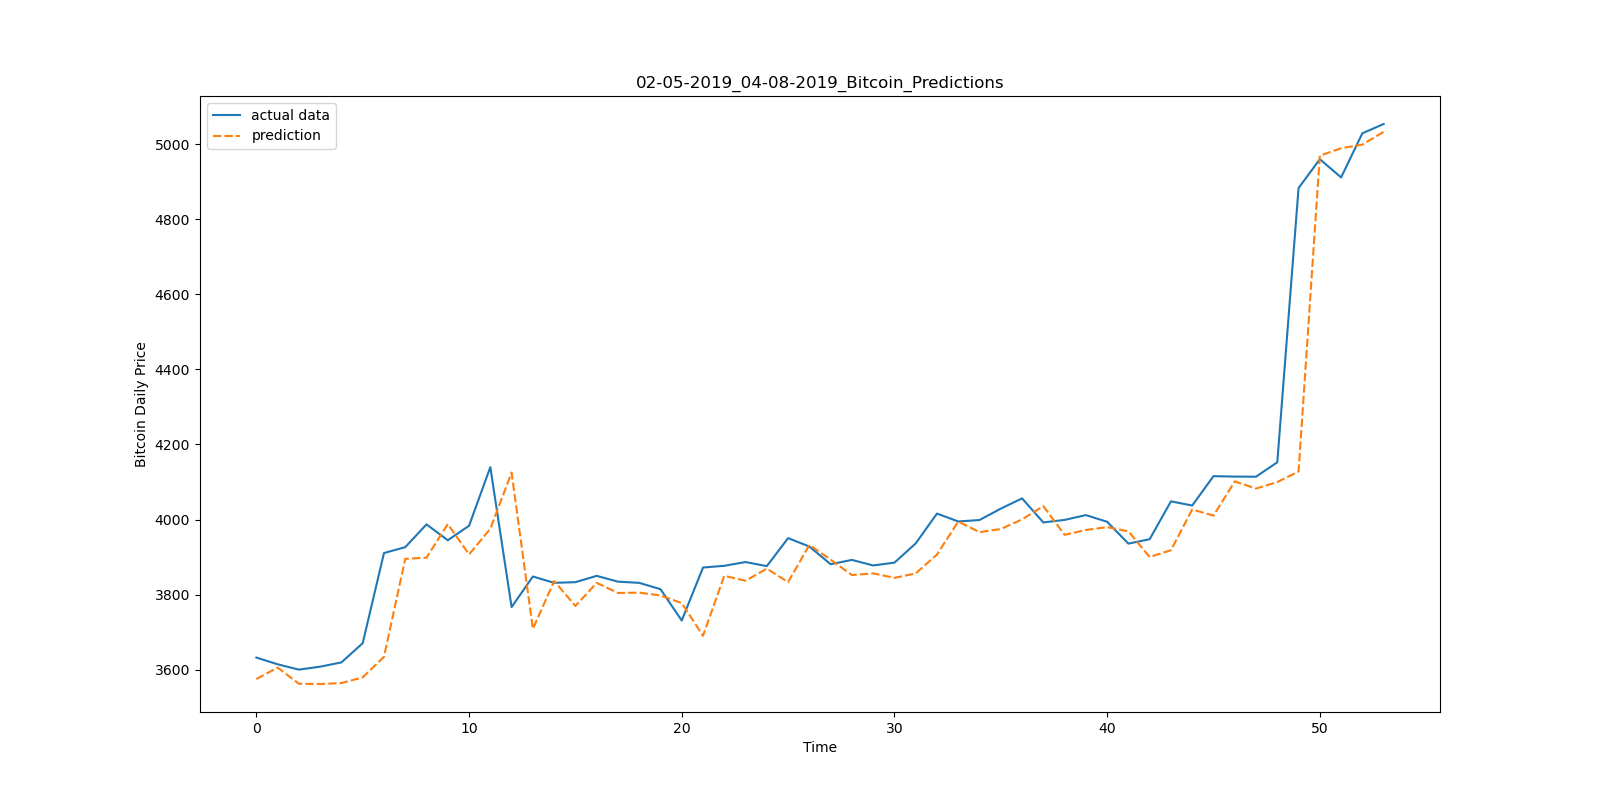 02-05-2019_04-08-2019_Bitcoin_Predictions
actual data
prediction
5000
4800
4600
4400
4200
4000
3800
3600
Bitcoin Daily Price
0 10 20 30 40 50
Time